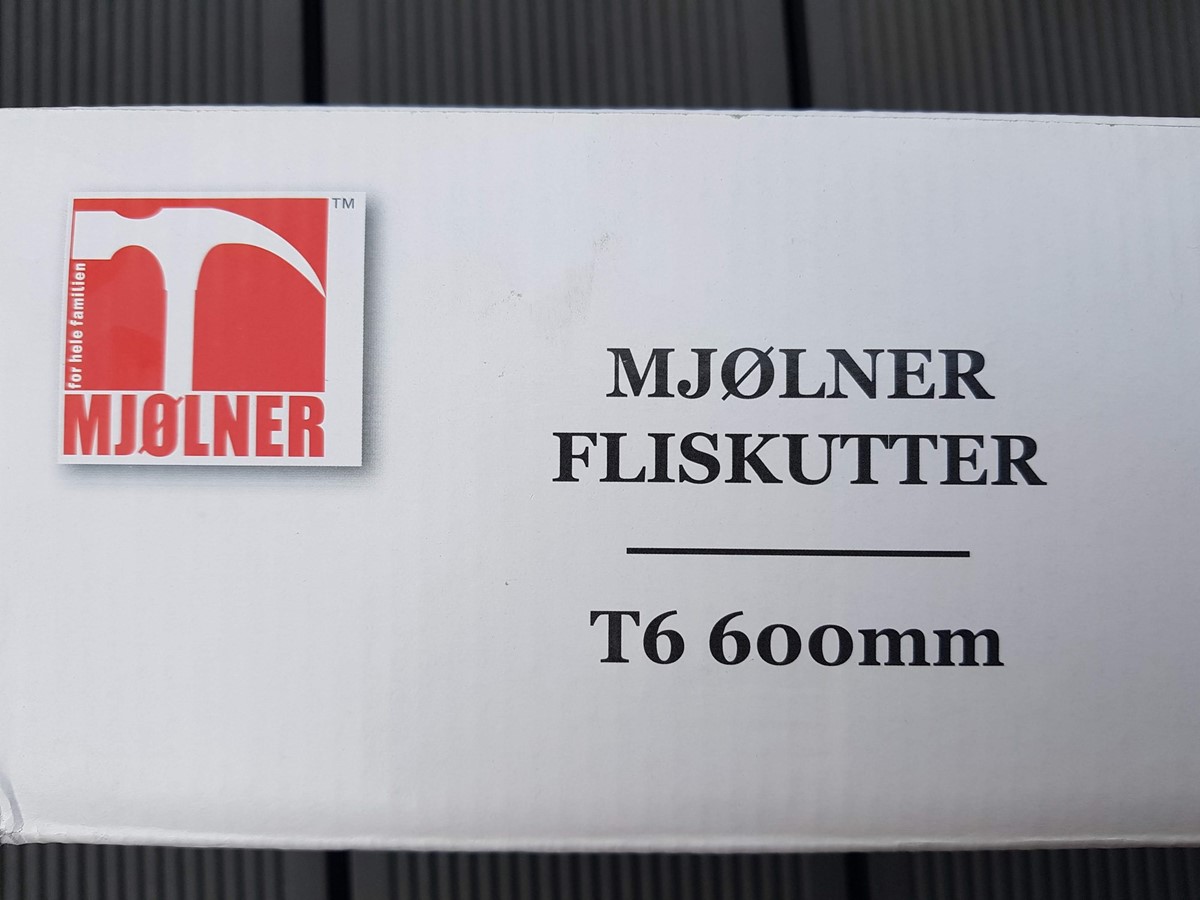 TM
for hele familien
MJØLNER
MJØLNER
FLISKUTTER
T6 600mm